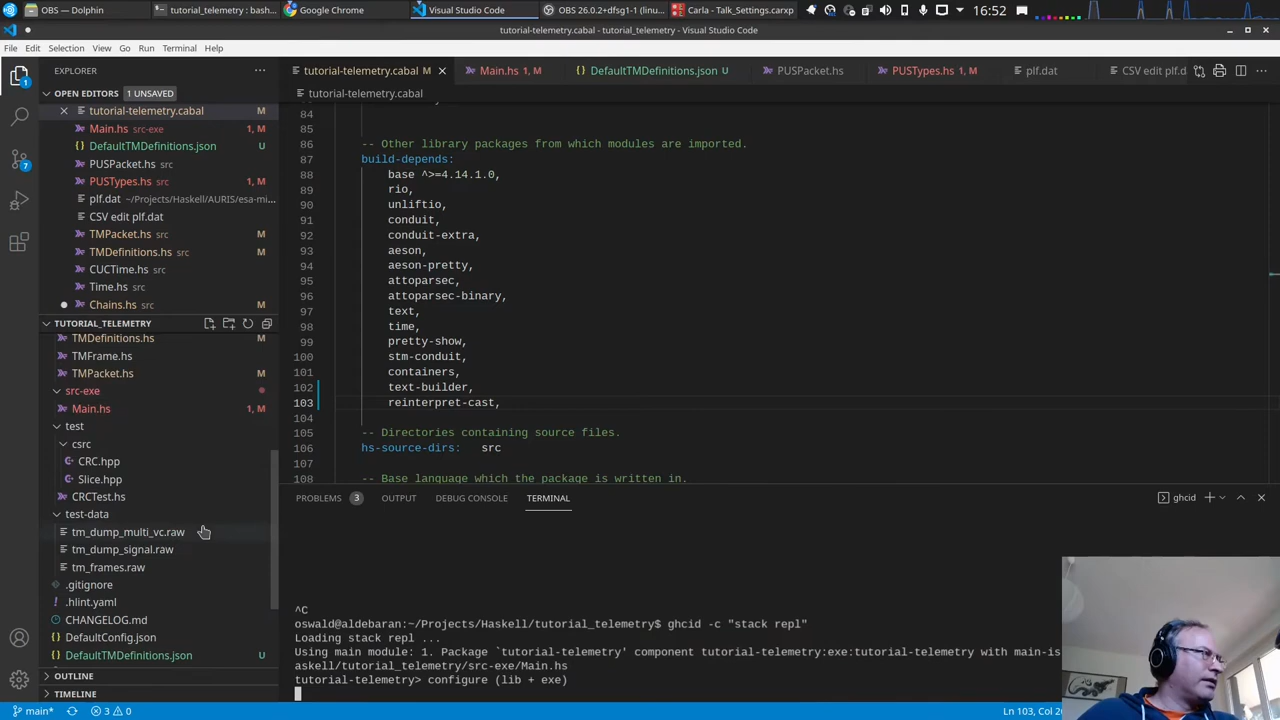 OBS — Dolphin
tutorial_telemetry : bash...
Google Chrome
Visual Studio Code
OBS 26.0.2+dfsg1-1 (linu...
Carla - Talk_Settings.carxp)
16:52
tutorial-telemetry.cabal - tutorial_telemetry - Visual Studio Code
File Edit Selection View Go Run Terminal Help
EXPLORER
OPEN EDITORS 1 UNSAVED
tutorial-telemetry.cabal M
Main.hs src-exe 1, M
DefaultTMDefinitions.json U
PUSPacket.hs src
PUSTypes.hs src 1, M
plf.dat ~/Projects/Haskell/AURIS/esa-mi...
CSV edit plf.dat
TMPacket.hs src M
TMDefinitions.hs src M
CUCTime.hs src
Time.hs src
Chains.hs src M
TUTORIAL_TELEMETRY
TMDefinitions.hs M
TMFrame.hs
TMPacket.hs M
src-exe
Main.hs 1, M
test
csrc
CRC.hpp
Slice.hpp
CRCTest.hs
test-data
tm_dump_multi_vc.raw
tm_dump_signal.raw
tm_frames.raw
.gitignore
.hlint.yaml
CHANGELOG.md
DefaultConfig.json
DefaultTMDefinitions.json U
OUTLINE
TIMELINE
1
7
tutorial-telemetry.cabal M
Main.hs 1, M
DefaultTMDefinitions.json U
PUSPacket.hs
PUSTypes.hs 1, M
plf.dat
CSV edit plf.d
tutorial-telemetry.cabal
84
85
86 -- Other library packages from which modules are imported.
87 build-depends:
88 base ^>=4.14.1.0,
89 rio,
90 unliftio,
91 conduit,
92 conduit-extra,
93 aeson,
94 aeson-pretty,
95 attoparsec,
96 attoparsec-binary,
97 text,
98 time,
99 pretty-show,
100 stm-conduit,
101 containers,
102 text-builder,
103 reinterpret-cast,
104
105 -- Directories containing source files.
106 hs-source-dirs: src
107
108 -- Base language which the package is written in.
PROBLEMS 3 OUTPUT DEBUG CONSOLE TERMINAL
ghcid
^C
oswald@aldebaran:~/Projects/Haskell/tutorial_telemetry$ ghcid -c "stack repl"
Loading stack repl ...
Using main module: 1. Package `tutorial-telemetry' component tutorial-telemetry:exe:tutorial-telemetry with main-is
askell/tutorial_telemetry/src-exe/Main.hs
tutorial-telemetry> configure (lib + exe)
main* 3 0
Ln 103, Col 2